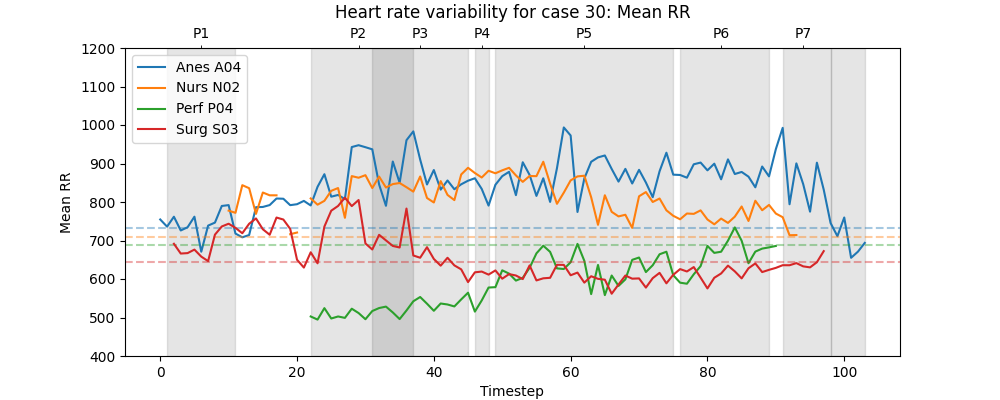 Heart rate variability for case 30: Mean RR
P1 P2 P3 P4 P5 P6 P7
1200
1100
1000
900
800
700
600
500
400
Mean RR
Anes A04
Nurs N02
Perf P04
Surg S03
0 20 40 60 80 100
Timestep